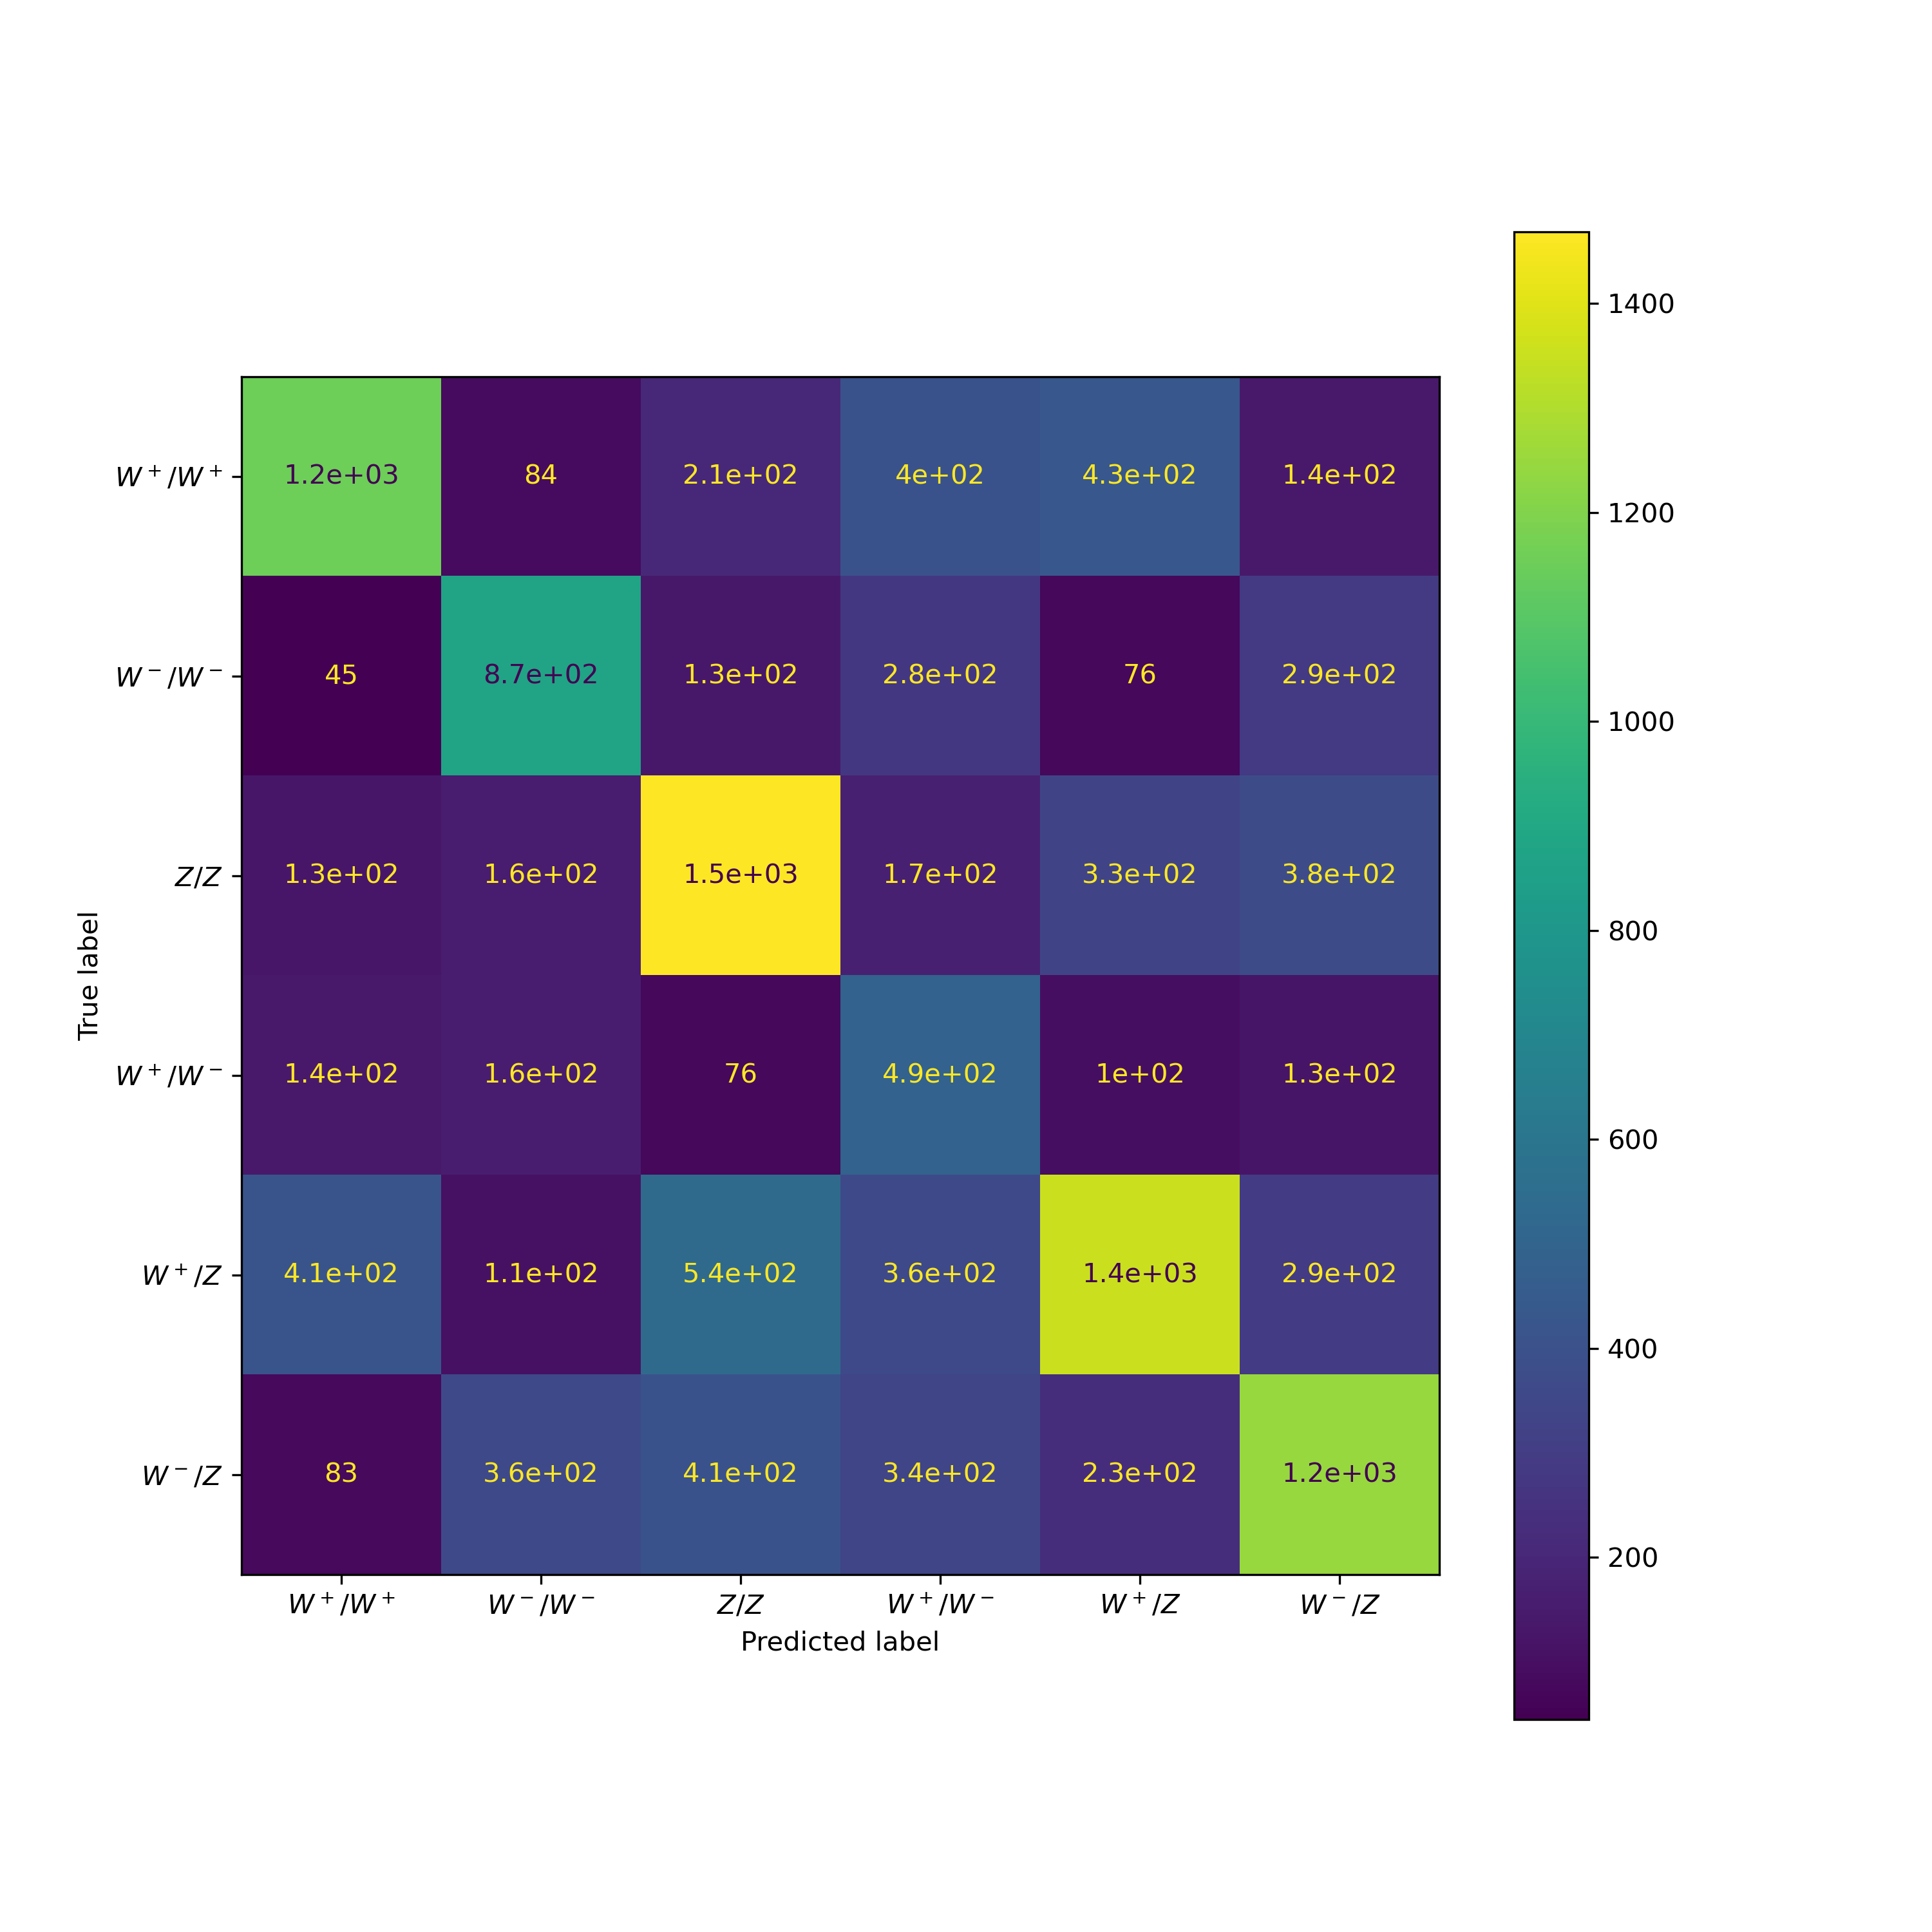 1400
1200
1000
800
600
400
200
True label
W⁺/W⁺ 1.2e+03 84 2.1e+02 4e+02 4.3e+02 1.4e+02
W⁻/W⁻ 45 8.7e+02 1.3e+02 2.8e+02 76 2.9e+02
Z/Z 1.3e+02 1.6e+02 1.5e+03 1.7e+02 3.3e+02 3.8e+02
W⁺/W⁻ 1.4e+02 1.6e+02 76 4.9e+02 1e+02 1.3e+02
W⁺/Z 4.1e+02 1.1e+02 5.4e+02 3.6e+02 1.4e+03 2.9e+02
W⁻/Z 83 3.6e+02 4.1e+02 3.4e+02 2.3e+02 1.2e+03
W⁺/W⁺ W⁻/W⁻ Z/Z W⁺/W⁻ W⁺/Z W⁻/Z
Predicted label